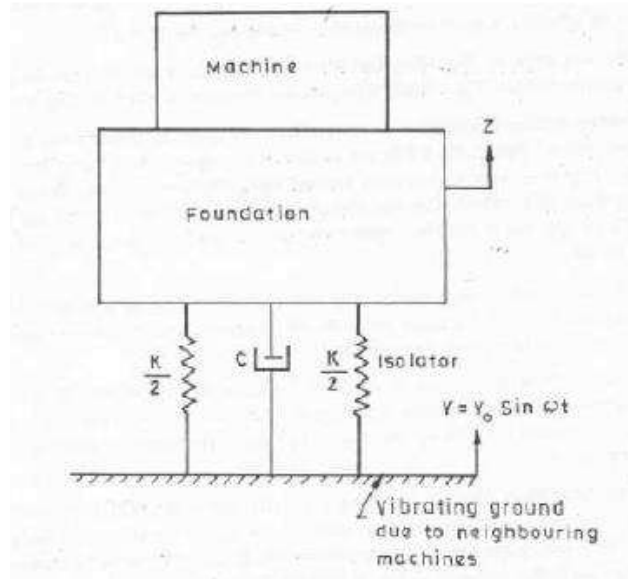 Machine
Z
Foundation
K/2
C
K/2
Isolator
Y = Y₀ Sin ωt
Vibrating ground
due to neighbouring
machines